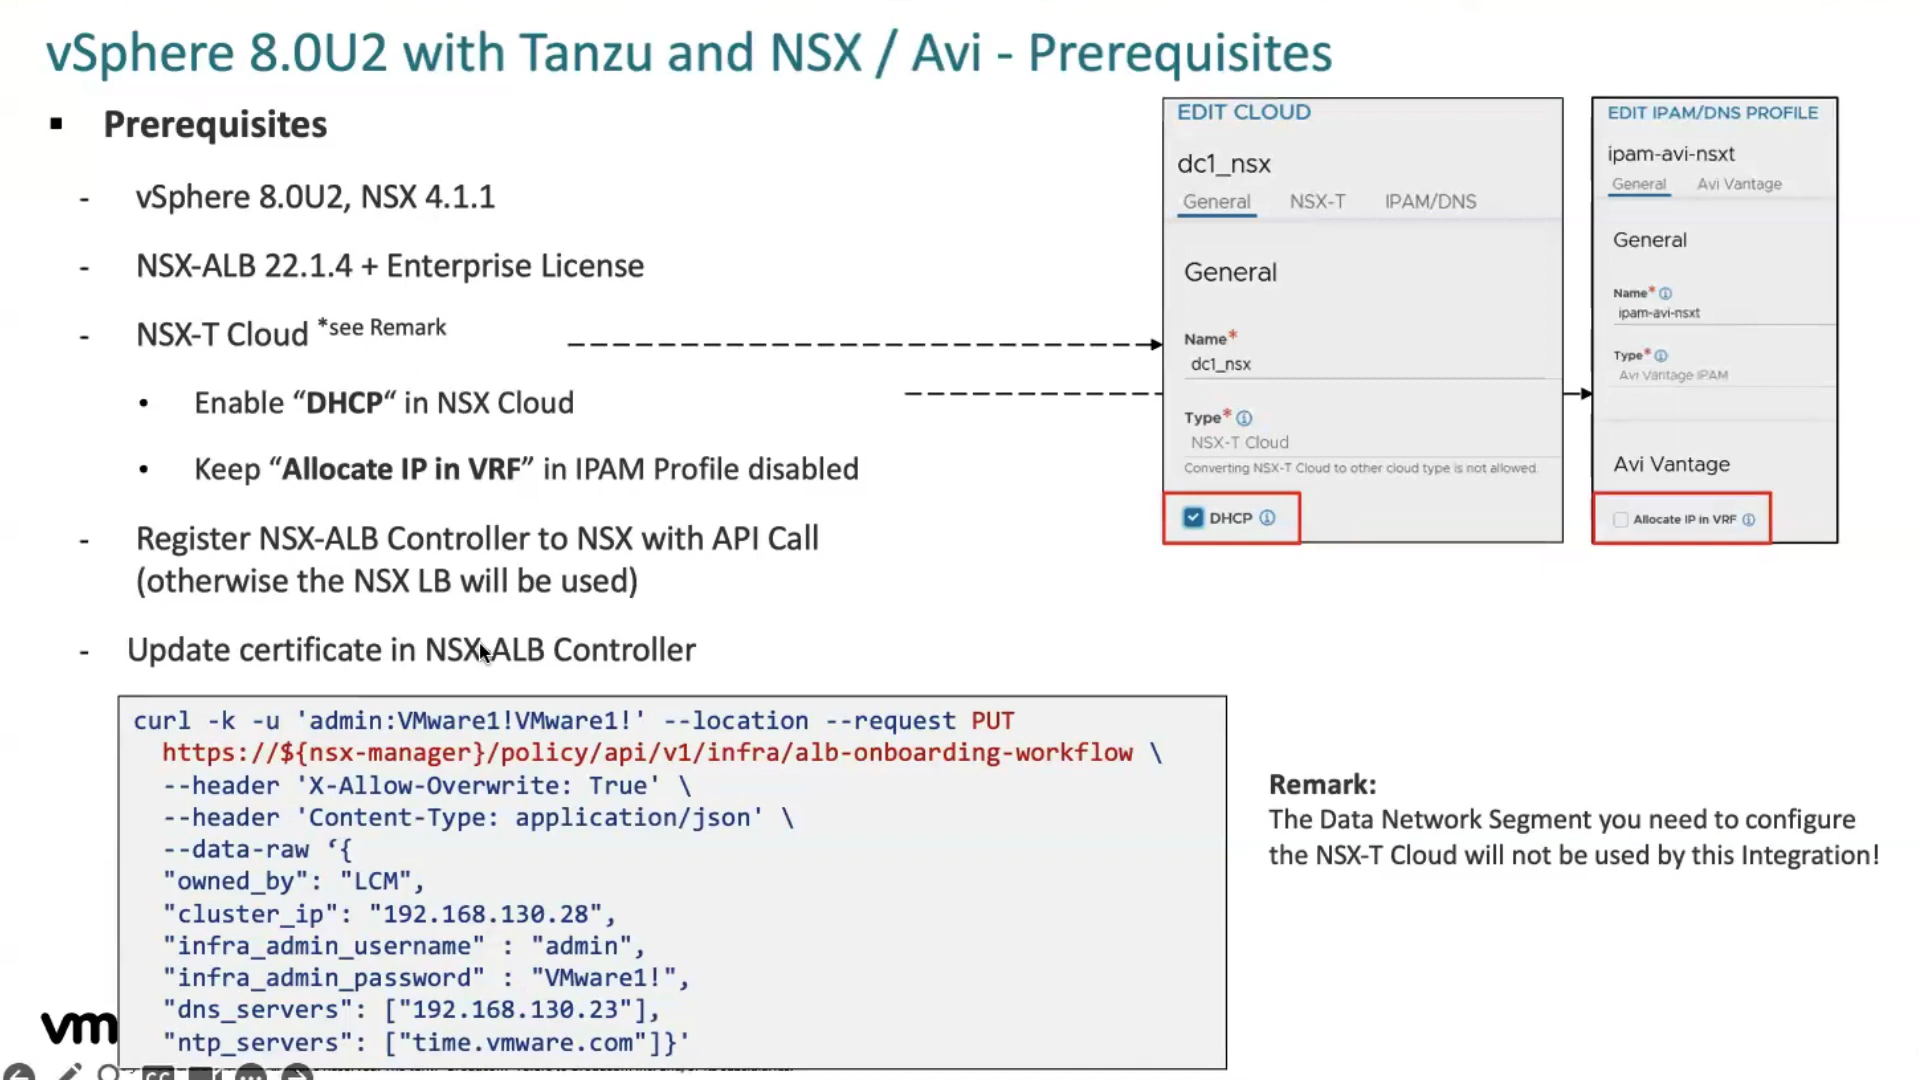 vSphere 8.0U2 with Tanzu and NSX / Avi - Prerequisites
▪ Prerequisites
- vSphere 8.0U2, NSX 4.1.1
- NSX-ALB 22.1.4 + Enterprise License
- NSX-T Cloud *see Remark
• Enable “DHCP“ in NSX Cloud
• Keep “Allocate IP in VRF” in IPAM Profile disabled
- Register NSX-ALB Controller to NSX with API Call
(otherwise the NSX LB will be used)
- Update certificate in NSX-ALB Controller
EDIT CLOUD
dc1_nsx
General NSX-T IPAM/DNS
General
Name*
dc1_nsx
Type*
NSX-T Cloud
Converting NSX-T Cloud to other cloud type is not allowed.
DHCP
EDIT IPAM/DNS PROFILE
ipam-avi-nsxt
General Avi Vantage
General
Name*
ipam-avi-nsxt
Type*
Avi Vantage IPAM
Avi Vantage
Allocate IP in VRF
curl -k -u 'admin:VMware1!VMware1!' --location --request PUT
https://${nsx-manager}/policy/api/v1/infra/alb-onboarding-workflow \
--header 'X-Allow-Overwrite: True' \
--header 'Content-Type: application/json' \
--data-raw ‘{
"owned_by": "LCM",
"cluster_ip": "192.168.130.28",
"infra_admin_username" : "admin",
"infra_admin_password" : "VMware1!",
"dns_servers": ["192.168.130.23"],
"ntp_servers": ["time.vmware.com"]}'
Remark:
The Data Network Segment you need to configure
the NSX-T Cloud will not be used by this Integration!
vm